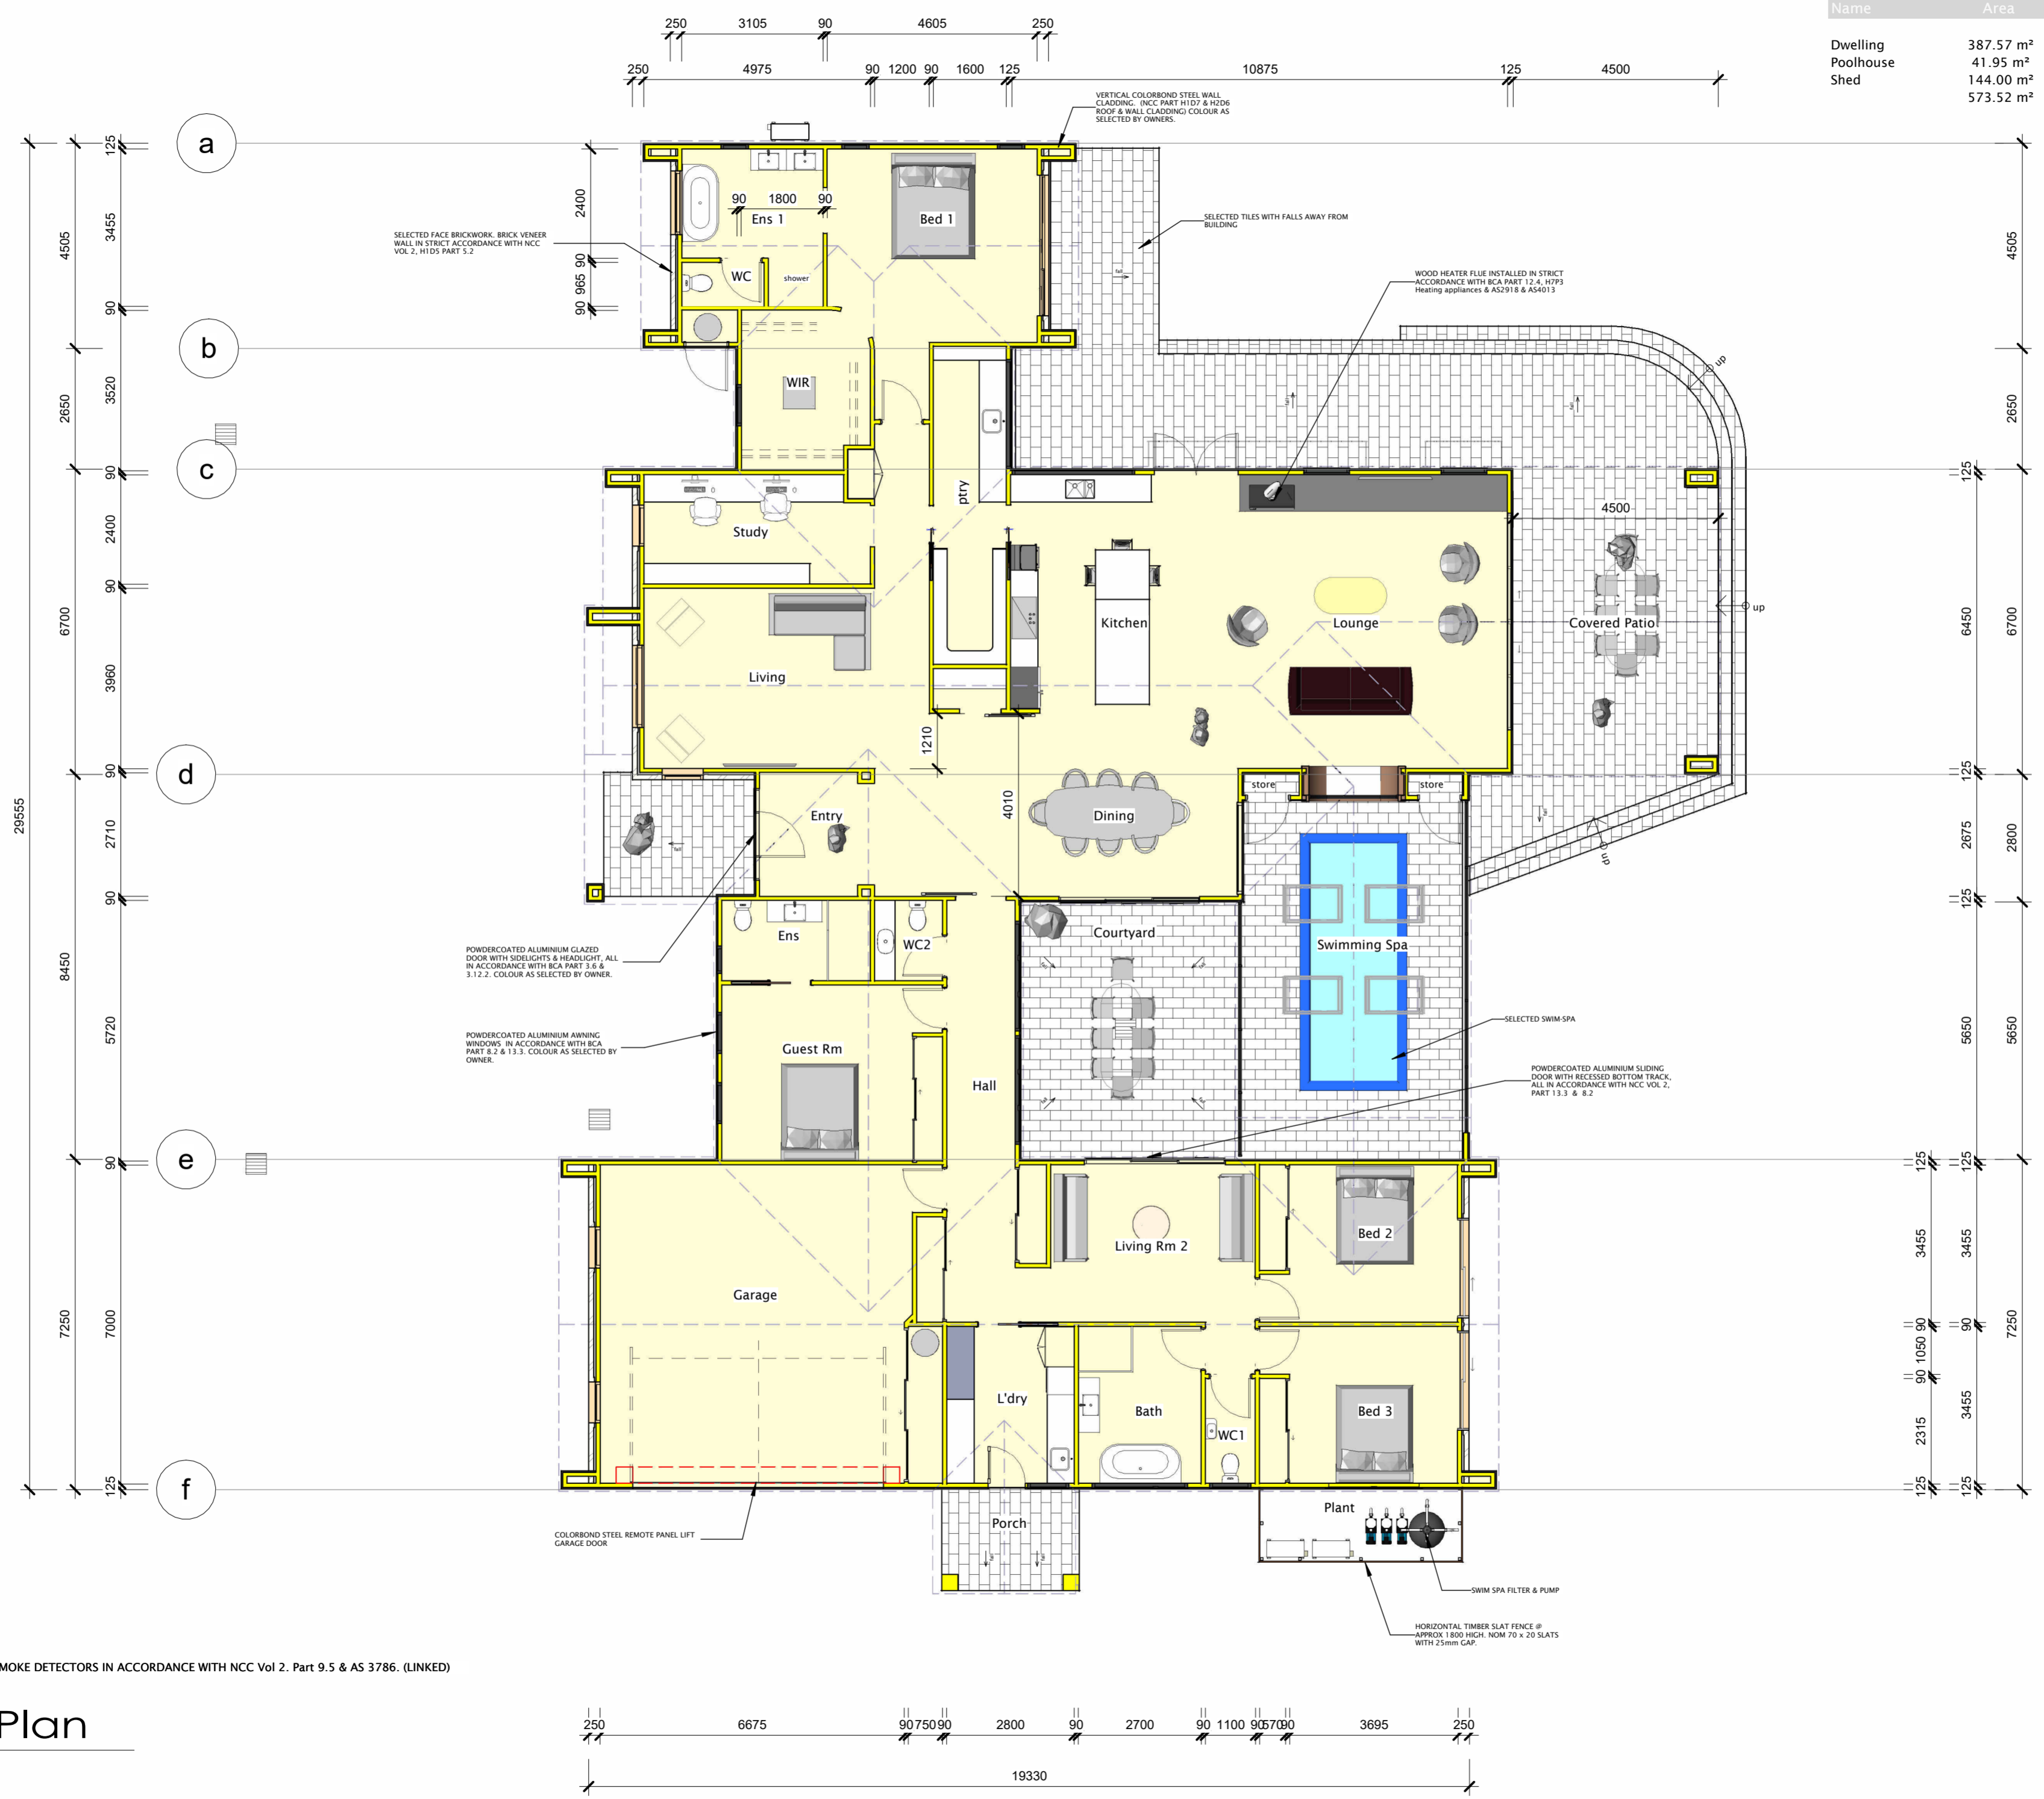 Name Area
Dwelling 387.57 m²
Poolhouse 41.95 m²
Shed 144.00 m²
573.52 m²
250 3105 90 4605 250
250 4975 90 1200 90 1600 125 10875 125 4500
VERTICAL COLORBOND STEEL WALL
CLADDING. (NCC PART H1D7 & H2D6
ROOF & WALL CLADDING) COLOUR AS
SELECTED BY OWNERS.
a
b
c
d
e
f
29555
4505
2650
6700
8450
7250
125
3455
90
3520
90
2400
90
3960
90
2710
90
5720
90
7000
125
2400
90
965
90
SELECTED FACE BRICKWORK. BRICK VENEER
WALL IN STRICT ACCORDANCE WITH NCC
VOL 2, H1D5 PART 5.2
90 1800 90
Ens 1
Bed 1
WC
shower
WIR
SELECTED TILES WITH FALLS AWAY FROM
BUILDING
fall
WOOD HEATER FLUE INSTALLED IN STRICT
ACCORDANCE WITH BCA PART 12.4, H7P3
Heating appliances & AS2918 & AS4013
up
fall
fall
ptry
Study
Living
Kitchen
Lounge
4500
Covered Patio
up
1210
4010
Entry
fall
Dining
store
store
fall
up
POWDERCOATED ALUMINIUM GLAZED
DOOR WITH SIDELIGHTS & HEADLIGHT, ALL
IN ACCORDANCE WITH BCA PART 3.6 &
3.12.2. COLOUR AS SELECTED BY OWNER.
Ens
WC2
Courtyard
Swimming Spa
fall
fall
fall
fall
POWDERCOATED ALUMINIUM AWNING
WINDOWS IN ACCORDANCE WITH BCA
PART 8.2 & 13.3. COLOUR AS SELECTED BY
OWNER.
Guest Rm
Hall
SELECTED SWIM-SPA
POWDERCOATED ALUMINIUM SLIDING
DOOR WITH RECESSED BOTTOM TRACK,
ALL IN ACCORDANCE WITH NCC VOL 2,
PART 13.3 & 8.2
Garage
Living Rm 2
Bed 2
L'dry
Bath
WC1
Bed 3
Porch
fall
fall
Plant
COLORBOND STEEL REMOTE PANEL LIFT
GARAGE DOOR
SWIM SPA FILTER & PUMP
HORIZONTAL TIMBER SLAT FENCE @
APPROX 1800 HIGH. NOM 70 x 20 SLATS
WITH 25mm GAP.
4505
2650
6700
2800
5650
7250
125
6450
125
2675
125
5650
125
3455
90
3455
125
125
3455
90
1050
90
2315
125
MOKE DETECTORS IN ACCORDANCE WITH NCC Vol 2. Part 9.5 & AS 3786. (LINKED)
Plan
250 6675 90 750 90 2800 90 2700 90 1100 90 570 90 3695 250
19330